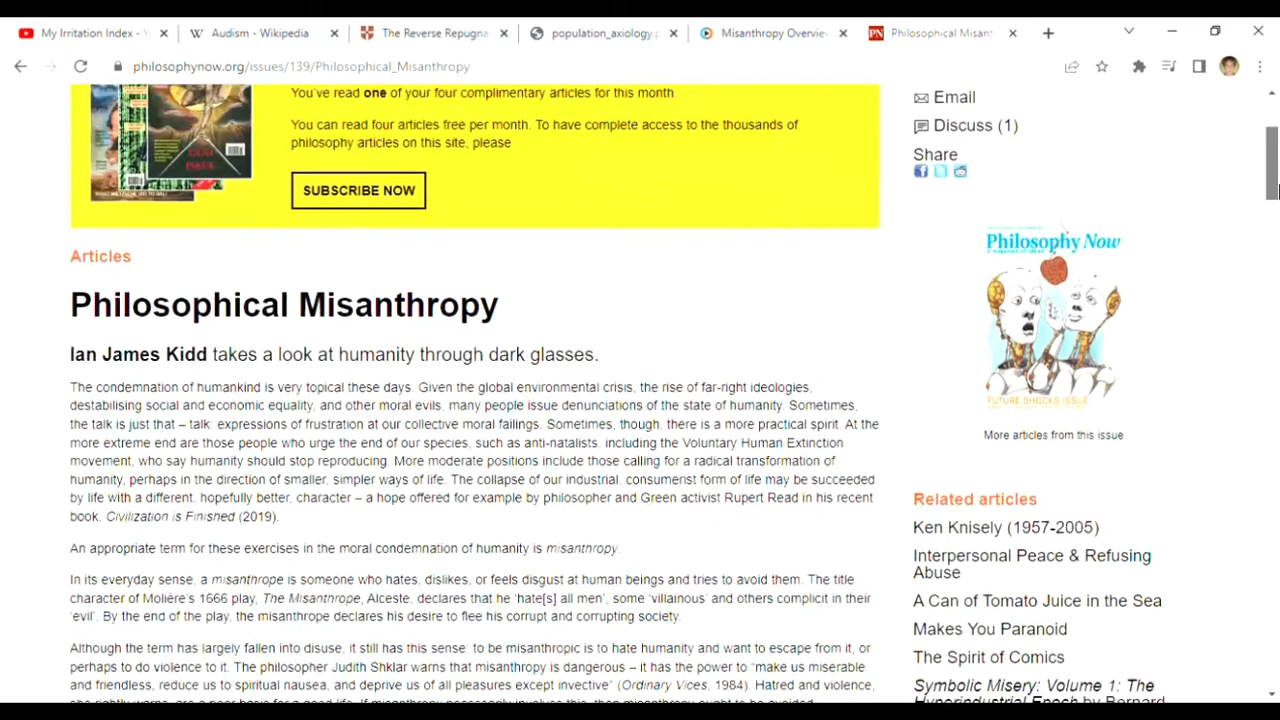 My Irritation Index -
Audism - Wikipedia
The Reverse Repugna
population_axiology.p
Misanthropy Overvie
PN
Philosophical Misant
philosophynow.org/issues/139/Philosophical_Misanthropy
You've read one of your four complimentary articles for this month
You can read four articles free per month. To have complete access to the thousands of
philosophy articles on this site, please
SUBSCRIBE NOW
Articles
Philosophical Misanthropy
Ian James Kidd takes a look at humanity through dark glasses.
The condemnation of humankind is very topical these days. Given the global environmental crisis, the rise of far-right ideologies,
destabilising social and economic equality, and other moral evils, many people issue denunciations of the state of humanity. Sometimes,
the talk is just that – talk: expressions of frustration at our collective moral failings. Sometimes, though, there is a more practical spirit. At the
more extreme end are those people who urge the end of our species, such as anti-natalists, including the Voluntary Human Extinction
movement, who say humanity should stop reproducing. More moderate positions include those calling for a radical transformation of
humanity, perhaps in the direction of smaller, simpler ways of life. The collapse of our industrial, consumerist form of life may be succeeded
by life with a different, hopefully better, character – a hope offered for example by philosopher and Green activist Rupert Read in his recent
book, Civilization is Finished (2019).
An appropriate term for these exercises in the moral condemnation of humanity is misanthropy.
In its everyday sense, a misanthrope is someone who hates, dislikes, or feels disgust at human beings and tries to avoid them. The title
character of Molière's 1666 play, The Misanthrope, Alceste, declares that he 'hate[s] all men', some 'villainous' and others complicit in their
'evil'. By the end of the play, the misanthrope declares his desire to flee his corrupt and corrupting society.
Although the term has largely fallen into disuse, it still has this sense: to be misanthropic is to hate humanity and want to escape from it, or
perhaps to do violence to it. The philosopher Judith Shklar warns that misanthropy is dangerous – it has the power to "make us miserable
and friendless, reduce us to spiritual nausea, and deprive us of all pleasures except invective" (Ordinary Vices, 1984). Hatred and violence,
Email
Discuss (1)
Share
Philosophy Now
FUTURE SHOCKS ISSUE
More articles from this issue
Related articles
Ken Knisely (1957-2005)
Interpersonal Peace & Refusing
Abuse
A Can of Tomato Juice in the Sea
Makes You Paranoid
The Spirit of Comics
Symbolic Misery: Volume 1: The
Hyperindustrial Epoch by Bernard